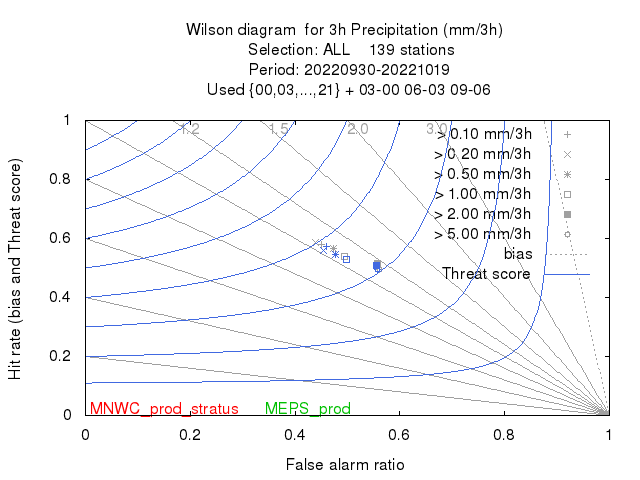 Wilson diagram  for 3h Precipitation (mm/3h)
Selection: ALL    139 stations
Period: 20220930-20221019
Used {00,03,...,21} + 03-00 06-03 09-06
Hit rate (bias and Threat score)
1
0.8
0.6
0.4
0.2
0
1.2
1.5
2.0
3.0
> 0.10 mm/3h
> 0.20 mm/3h
> 0.50 mm/3h
> 1.00 mm/3h
> 2.00 mm/3h
> 5.00 mm/3h
bias
Threat score
MNWC_prod_stratus MEPS_prod
0 0.2 0.4 0.6 0.8 1
False alarm ratio